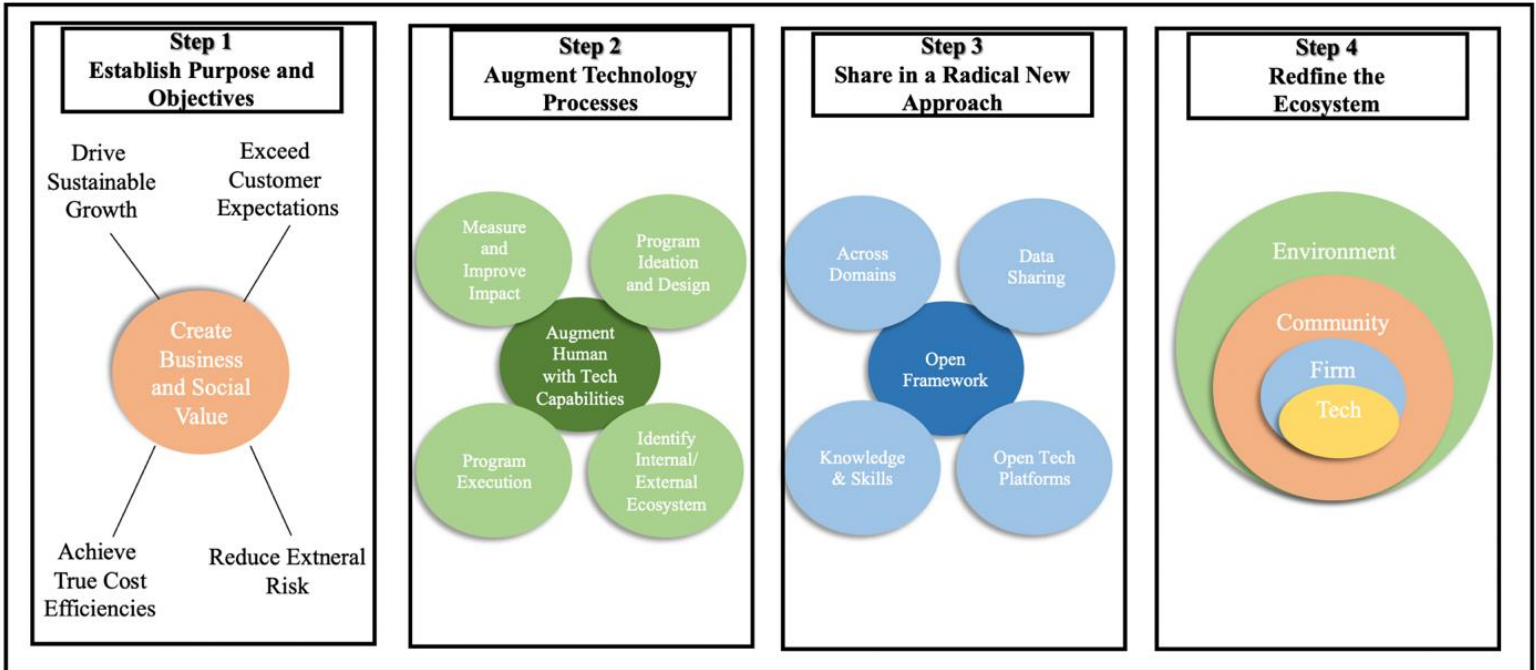 Step 1
Establish Purpose and
Objectives
Drive
Sustainable
Growth
Exceed
Customer
Expectations
Create
Business
and Social
Value
Achieve
True Cost
Efficiencies
Reduce Extneral
Risk
Step 2
Augment Technology
Processes
Measure
and
Improve
Impact
Program
Ideation
and Design
Augment
Human
with Tech
Capabilities
Program
Execution
Identify
Internal/
External
Ecosystem
Step 3
Share in a Radical New
Approach
Across
Domains
Data
Sharing
Open
Framework
Knowledge
& Skills
Open Tech
Platforms
Step 4
Redfine the
Ecosystem
Environment
Community
Firm
Tech